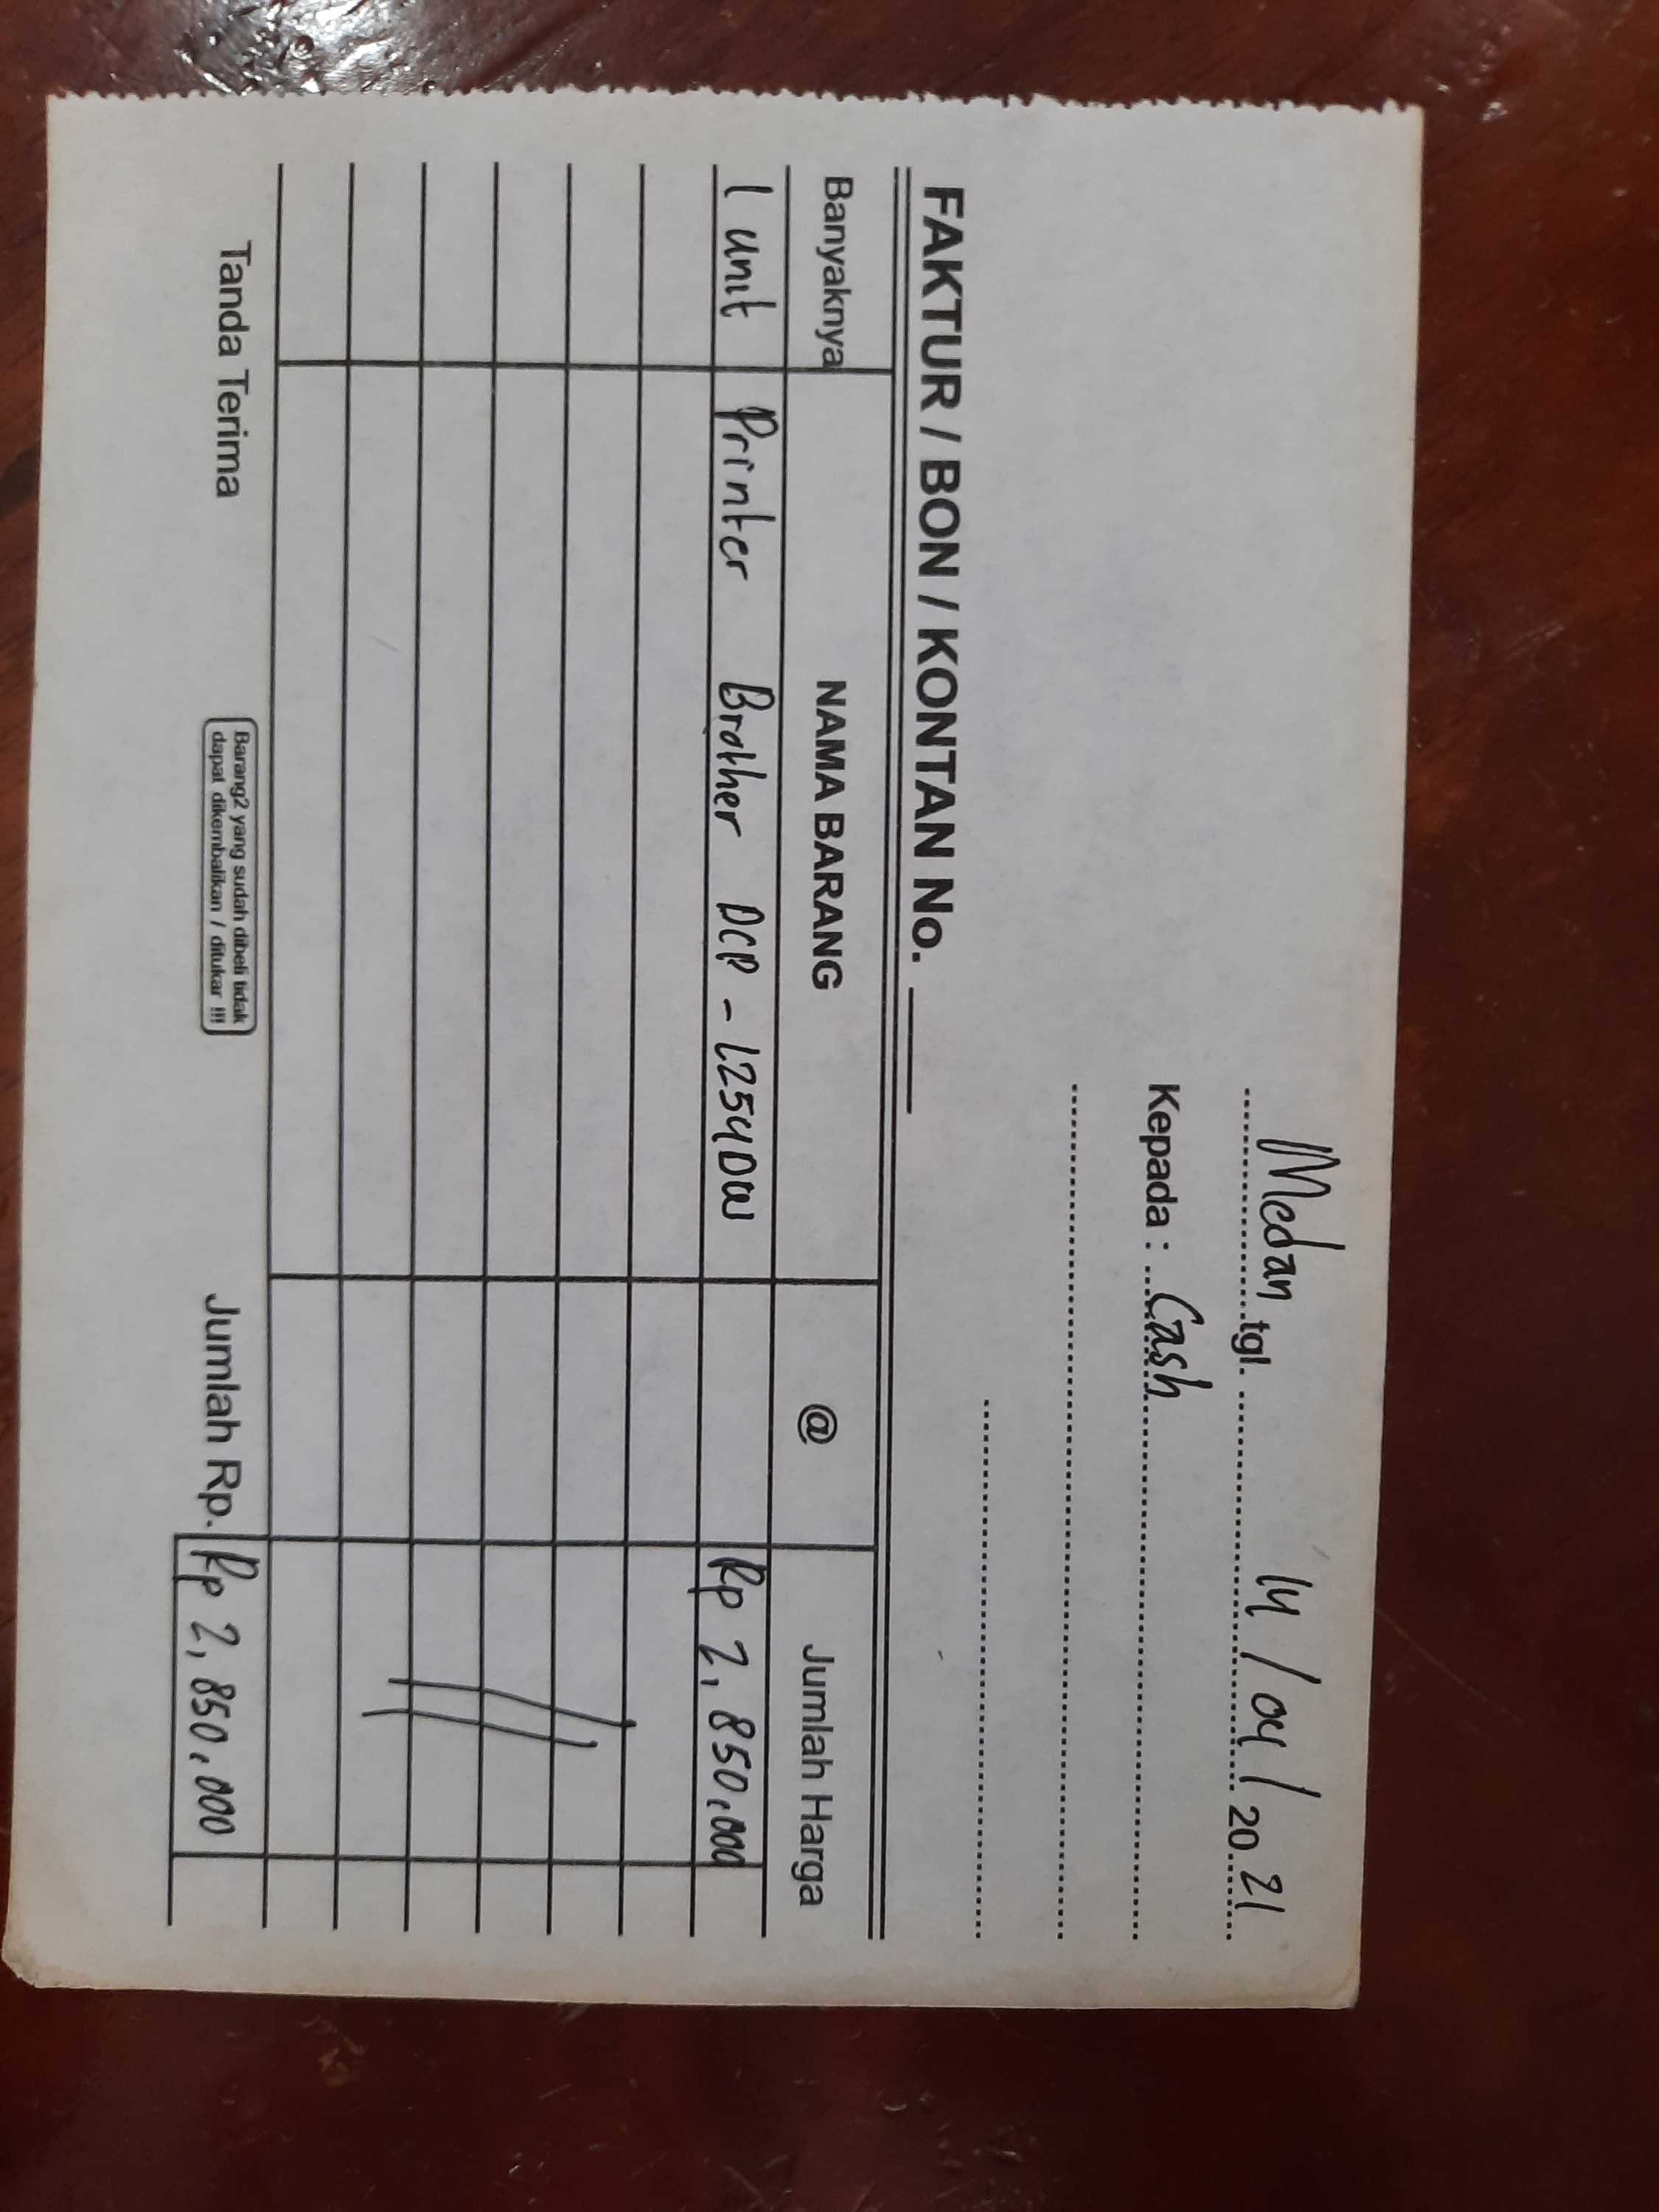 Medan tgl. 14/04/2021
Kepada : Cash
FAKTUR / BON / KONTAN No.
Banyaknya NAMA BARANG @ Jumlah Harga
1 unit Printer Brother DCP - L2540DW Rp 2,850.000
Tanda Terima
Barang2 yang sudah dibeli tidak
dapat dikembalikan / ditukar !!!
Jumlah Rp. Rp 2,850.000